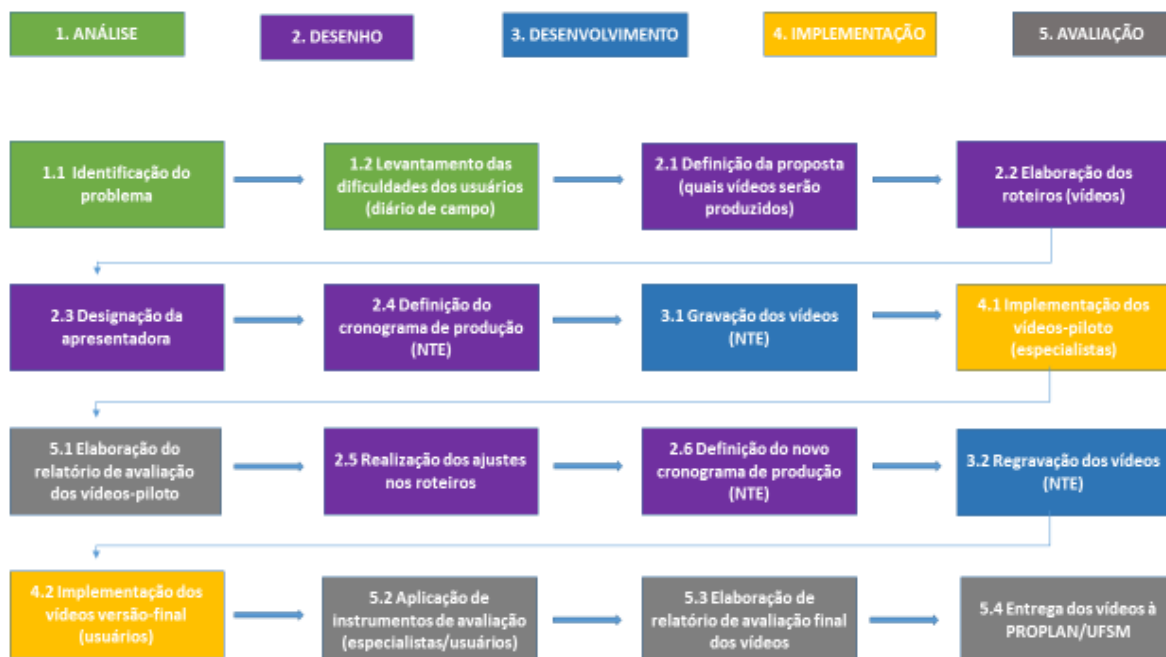 1. ANÁLISE
2. DESENHO
3. DESENVOLVIMENTO
4. IMPLEMENTAÇÃO
5. AVALIAÇÃO
1.1 Identificação do
problema
1.2 Levantamento das
dificuldades dos usuários
(diário de campo)
2.1 Definição da proposta
(quais vídeos serão
produzidos)
2.2 Elaboração dos
roteiros (vídeos)
2.3 Designação da
apresentadora
2.4 Definição do
cronograma de produção
(NTE)
3.1 Gravação dos vídeos
(NTE)
4.1 Implementação dos
vídeos-piloto
(especialistas)
5.1 Elaboração do
relatório de avaliação
dos vídeos-piloto
2.5 Realização dos ajustes
nos roteiros
2.6 Definição do novo
cronograma de produção
(NTE)
3.2 Regravação dos vídeos
(NTE)
4.2 Implementação dos
vídeos versão-final
(usuários)
5.2 Aplicação de
instrumentos de avaliação
(especialistas/usuários)
5.3 Elaboração de
relatório de avaliação final
dos vídeos
5.4 Entrega dos vídeos à
PROPLAN/UFSM